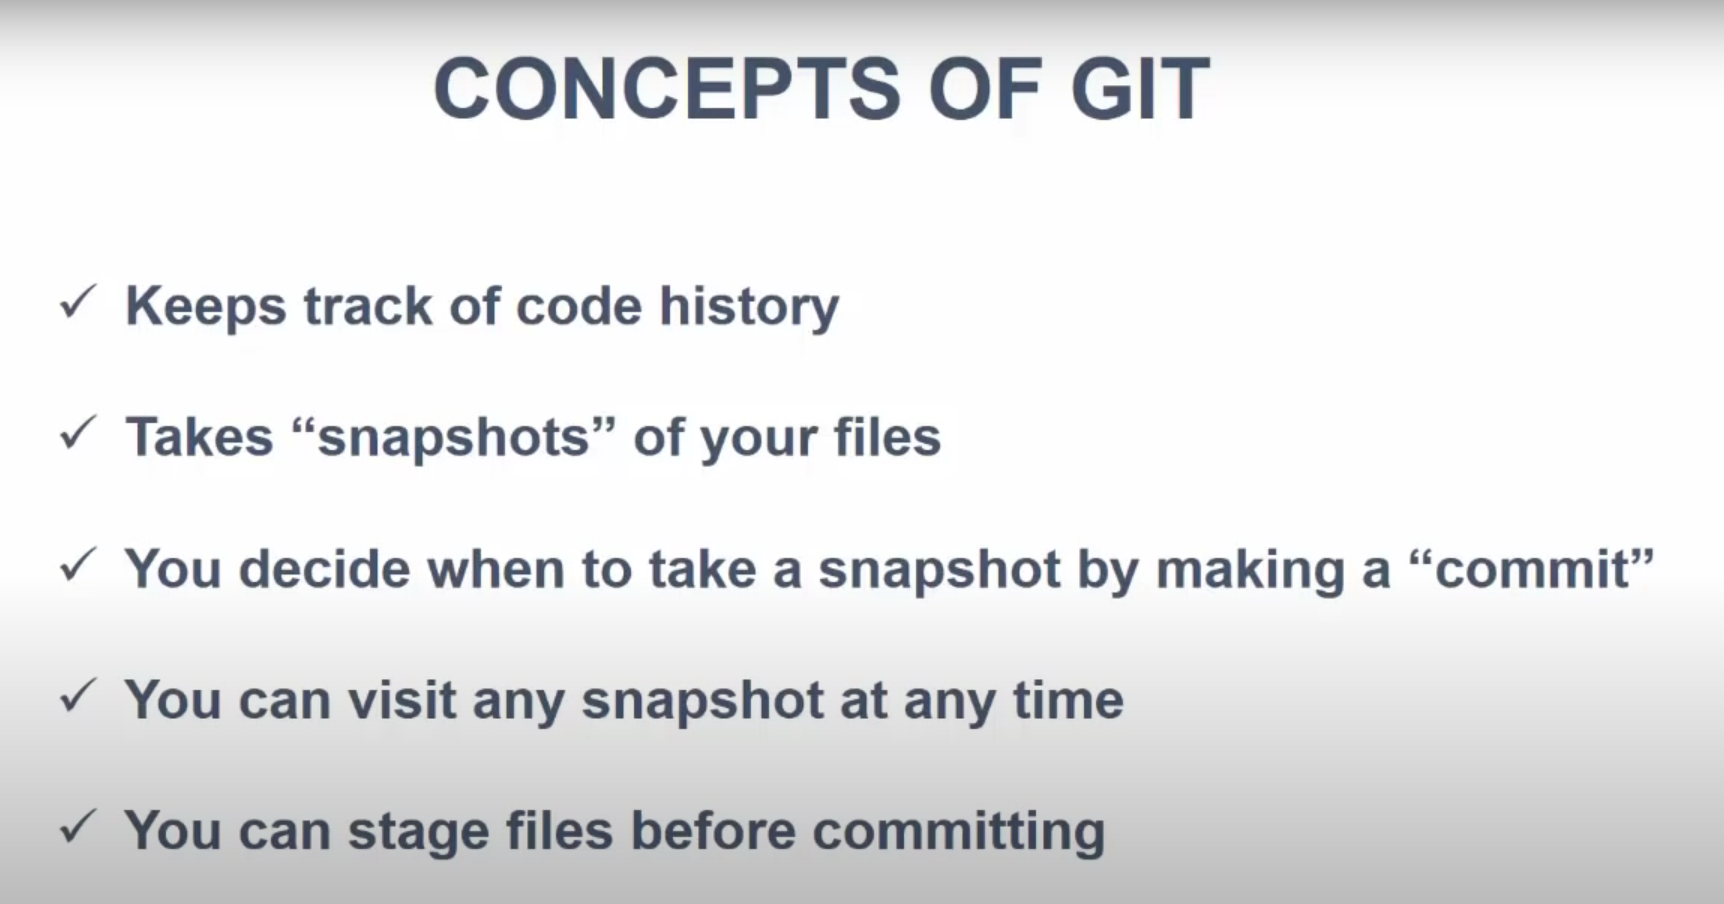 CONCEPTS OF GIT
✓ Keeps track of code history
✓ Takes “snapshots” of your files
✓ You decide when to take a snapshot by making a “commit”
✓ You can visit any snapshot at any time
✓ You can stage files before committing